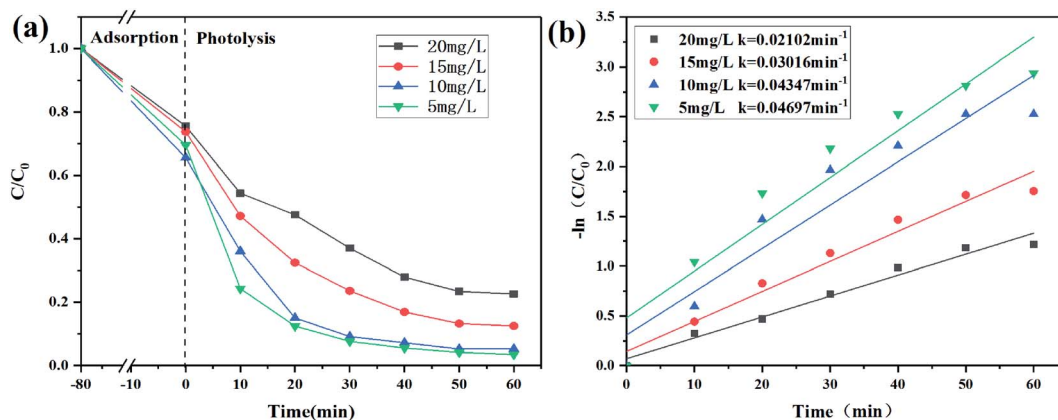 (a)
Adsorption
Photolysis
20mg/L
15mg/L
10mg/L
5mg/L
C/C0
1.0
0.8
0.6
0.4
0.2
0.0
-80
-10
0
10
20
30
40
50
60
Time(min)
(b)
20mg/L k=0.02102min-1
15mg/L k=0.03016min-1
10mg/L k=0.04347min-1
5mg/L k=0.04697min-1
-ln（C/C0）
3.5
3.0
2.5
2.0
1.5
1.0
0.5
0.0
0
10
20
30
40
50
60
Time（min）